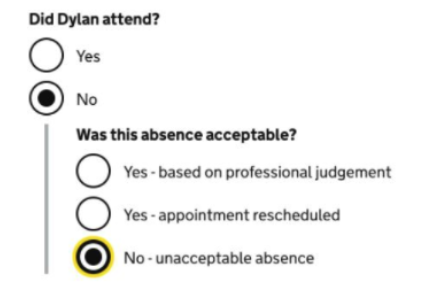 Did Dylan attend?
Yes
No
Was this absence acceptable?
Yes - based on professional judgement
Yes - appointment rescheduled
No - unacceptable absence